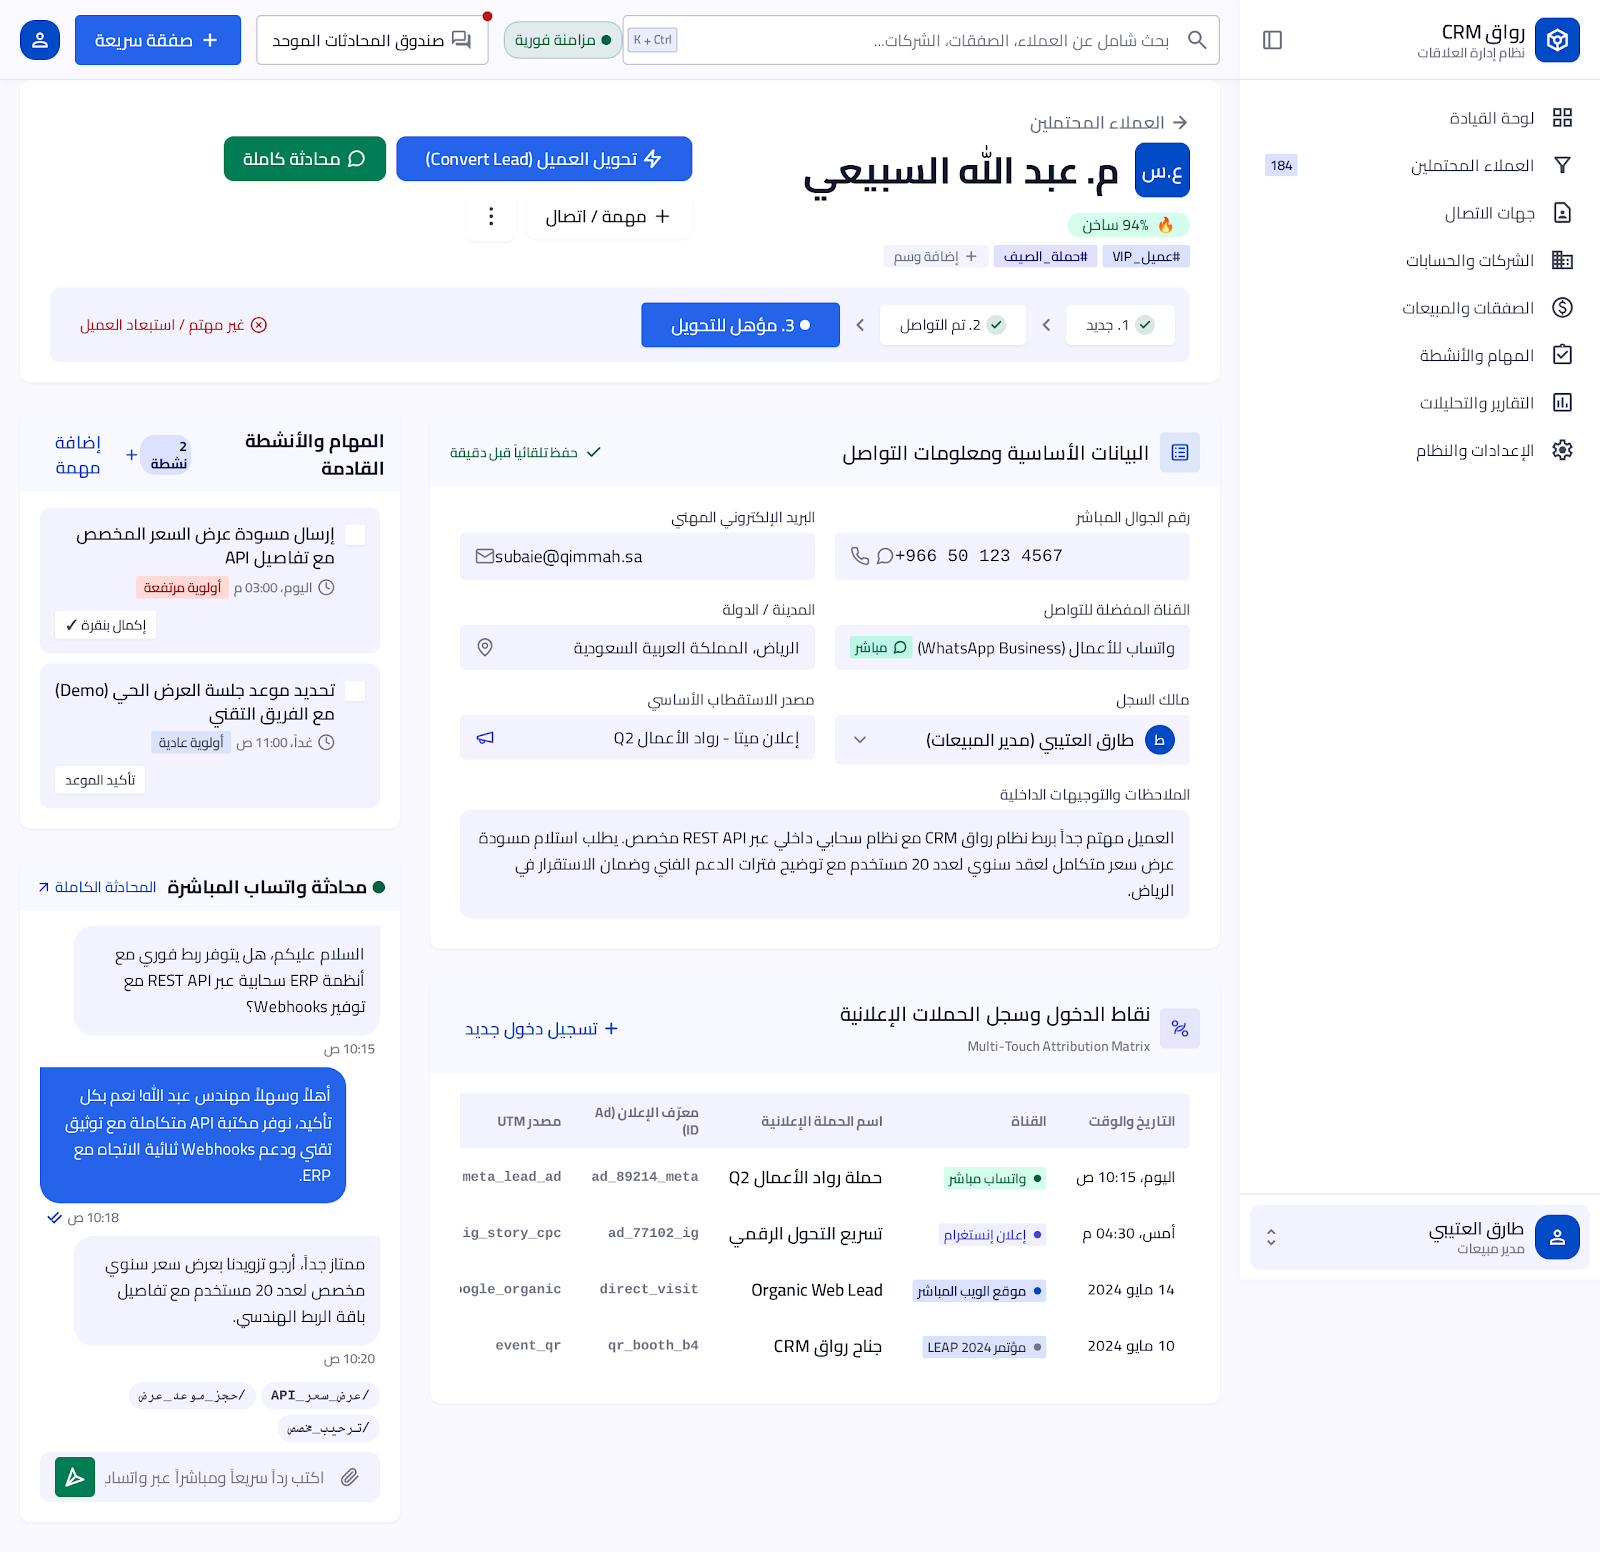 رواق CRM
نظام إدارة العلاقات
بحث شامل عن العملاء، الصفقات، الشركات...
K + Ctrl
مزامنة فورية
صندوق المحادثات الموحد
صفقة سريعة
لوحة القيادة
العملاء المحتملين
184
جهات الاتصال
الشركات والحسابات
الصفقات والمبيعات
المهام والأنشطة
التقارير والتحليلات
الإعدادات والنظام
طارق العتيبي
مدير مبيعات
العملاء المحتملين
ع.س
م. عبد الله السبيعي
🔥 94% ساخن
#عميل_VIP
#حملة_الصيف
+ إضافة وسم
تحويل العميل (Convert Lead)
محادثة كاملة
+ مهمة / اتصال
1. جديد
2. تم التواصل
3. مؤهل للتحويل
غير مهتم / استبعاد العميل
البيانات الأساسية ومعلومات التواصل
حفظ تلقائياً قبل دقيقة
رقم الجوال المباشر
+966 50 123 4567
البريد الإلكتروني المهني
subaie@qimmah.sa
القناة المفضلة للتواصل
واتساب للأعمال (WhatsApp Business)
مباشر
المدينة / الدولة
الرياض، المملكة العربية السعودية
مالك السجل
ط
طارق العتيبي (مدير المبيعات)
مصدر الاستقطاب الأساسي
إعلان ميتا - رواد الأعمال Q2
الملاحظات والتوجيهات الداخلية
العميل مهتم جداً بربط نظام رواق CRM مع نظام سحابي داخلي عبر REST API مخصص. يطلب استلام مسودة
عرض سعر متكامل لعقد سنوي لعدد 20 مستخدم مع توضيح فترات الدعم الفني وضمان الاستقرار في
الرياض.
نقاط الدخول وسجل الحملات الإعلانية
Multi-Touch Attribution Matrix
+ تسجيل دخول جديد
التاريخ والوقت
القناة
اسم الحملة الإعلانية
معرّف الإعلان (Ad
ID)
مصدر UTM
اليوم، 10:15 ص
واتساب مباشر
حملة رواد الأعمال Q2
ad_89214_meta
meta_lead_ad
أمس، 04:30 م
إعلان إنستغرام
تسريع التحول الرقمي
ad_77102_ig
ig_story_cpc
14 مايو 2024
موقع الويب المباشر
Organic Web Lead
direct_visit
oogle_organic
10 مايو 2024
مؤتمر LEAP 2024
جناح رواق CRM
qr_booth_b4
event_qr
المهام والأنشطة
القادمة
2
نشطة
+ إضافة
مهمة
إرسال مسودة عرض السعر المخصص
مع تفاصيل API
اليوم، 03:00 م
أولوية مرتفعة
إكمال بنقرة ✓
تحديد موعد جلسة العرض الحي (Demo)
مع الفريق التقني
غداً، 11:00 ص
أولوية عادية
تأكيد الموعد
محادثة واتساب المباشرة
المحادثة الكاملة
السلام عليكم، هل يتوفر ربط فوري مع
أنظمة ERP سحابية عبر REST API مع
توفير Webhooks؟
10:15 ص
أهلاً وسهلاً مهندس عبد الله! نعم بكل
تأكيد، نوفر مكتبة API متكاملة مع توثيق
تقني ودعم Webhooks ثنائية الاتجاه مع
ERP.
10:18 ص
ممتاز جداً، أرجو تزويدنا بعرض سعر سنوي
مخصص لعدد 20 مستخدم مع تفاصيل
باقة الربط الهندسي.
10:20 ص
/عرض_سعر_API
/حجز_موعد_عرض
/ترحيب_مخصص
اكتب رداً سريعاً ومباشراً عبر واتساب